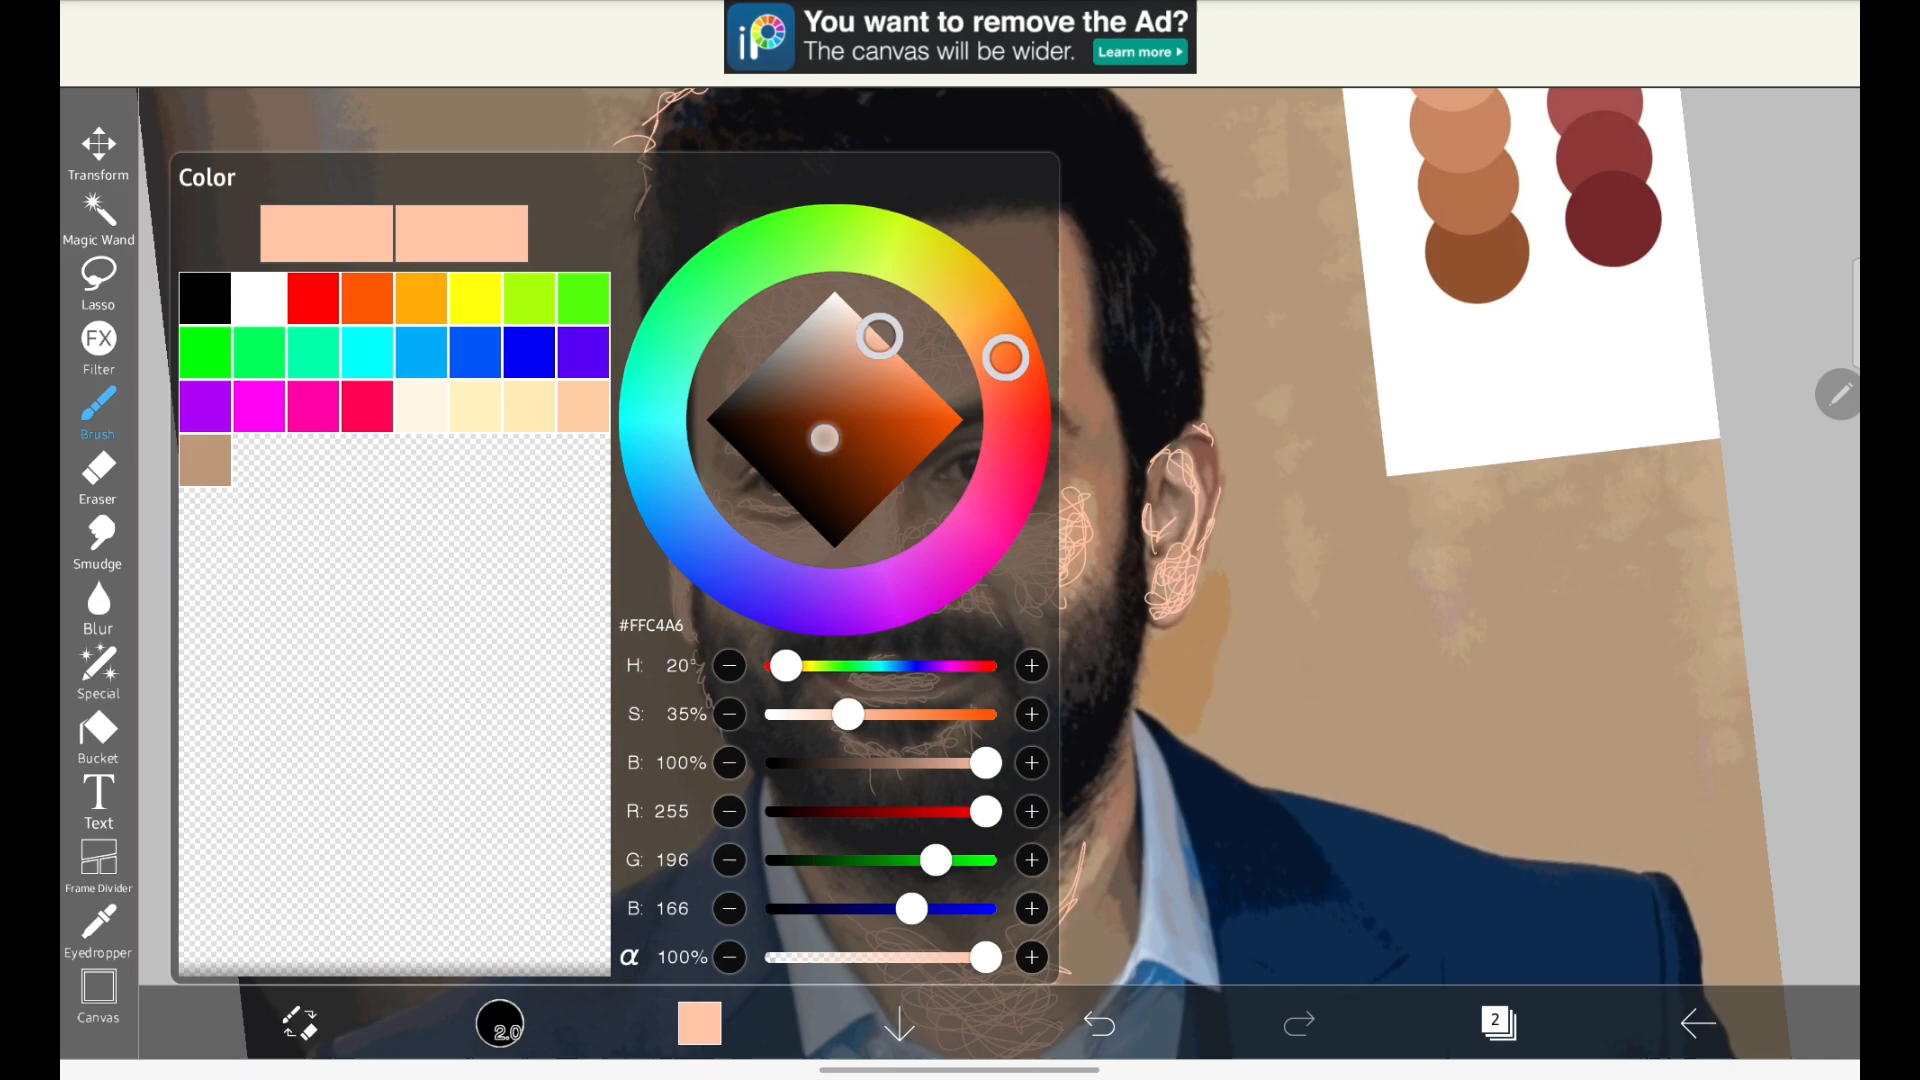 iP
You want to remove the Ad?
The canvas will be wider.
Learn more
Transform
Magic Wand
Lasso
FX
Filter
Brush
Eraser
Smudge
Blur
Special
Bucket
T
Text
Frame Divider
Eyedropper
Canvas
Color
#FFC4A6
H: 20°
S: 35%
B: 100%
R: 255
G: 196
B: 166
α 100%
2.0
2